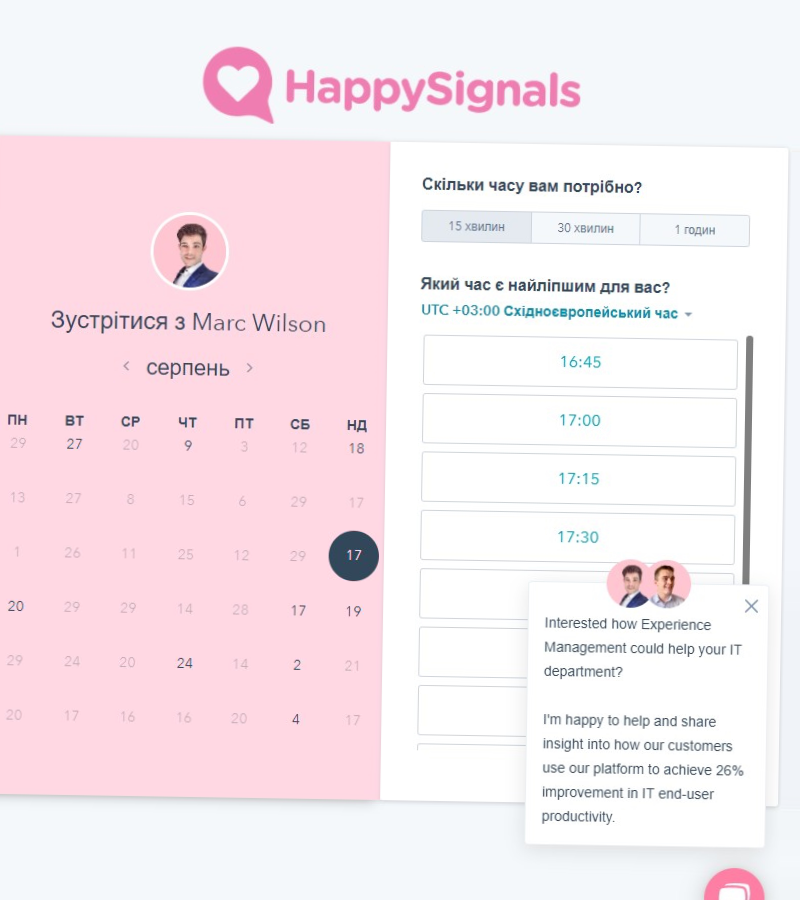 HappySignals
Зустрітися з Marc Wilson
серпень
ПН ВТ СР ЧТ ПТ СБ НД
29 27 20 9 3 12 18
13 27 8 15 6 29 17
1 26 11 25 12 29 17
20 29 29 14 28 17 19
29 24 20 24 14 2 21
20 17 16 16 20 4 17
Скільки часу вам потрібно?
15 хвилин 30 хвилин 1 годин
Який час є найліпшим для вас?
UTC +03:00 Східноєвропейський час
16:45
17:00
17:15
17:30
Interested how Experience
Management could help your IT
department?
I'm happy to help and share
insight into how our customers
use our platform to achieve 26%
improvement in IT end-user
productivity.